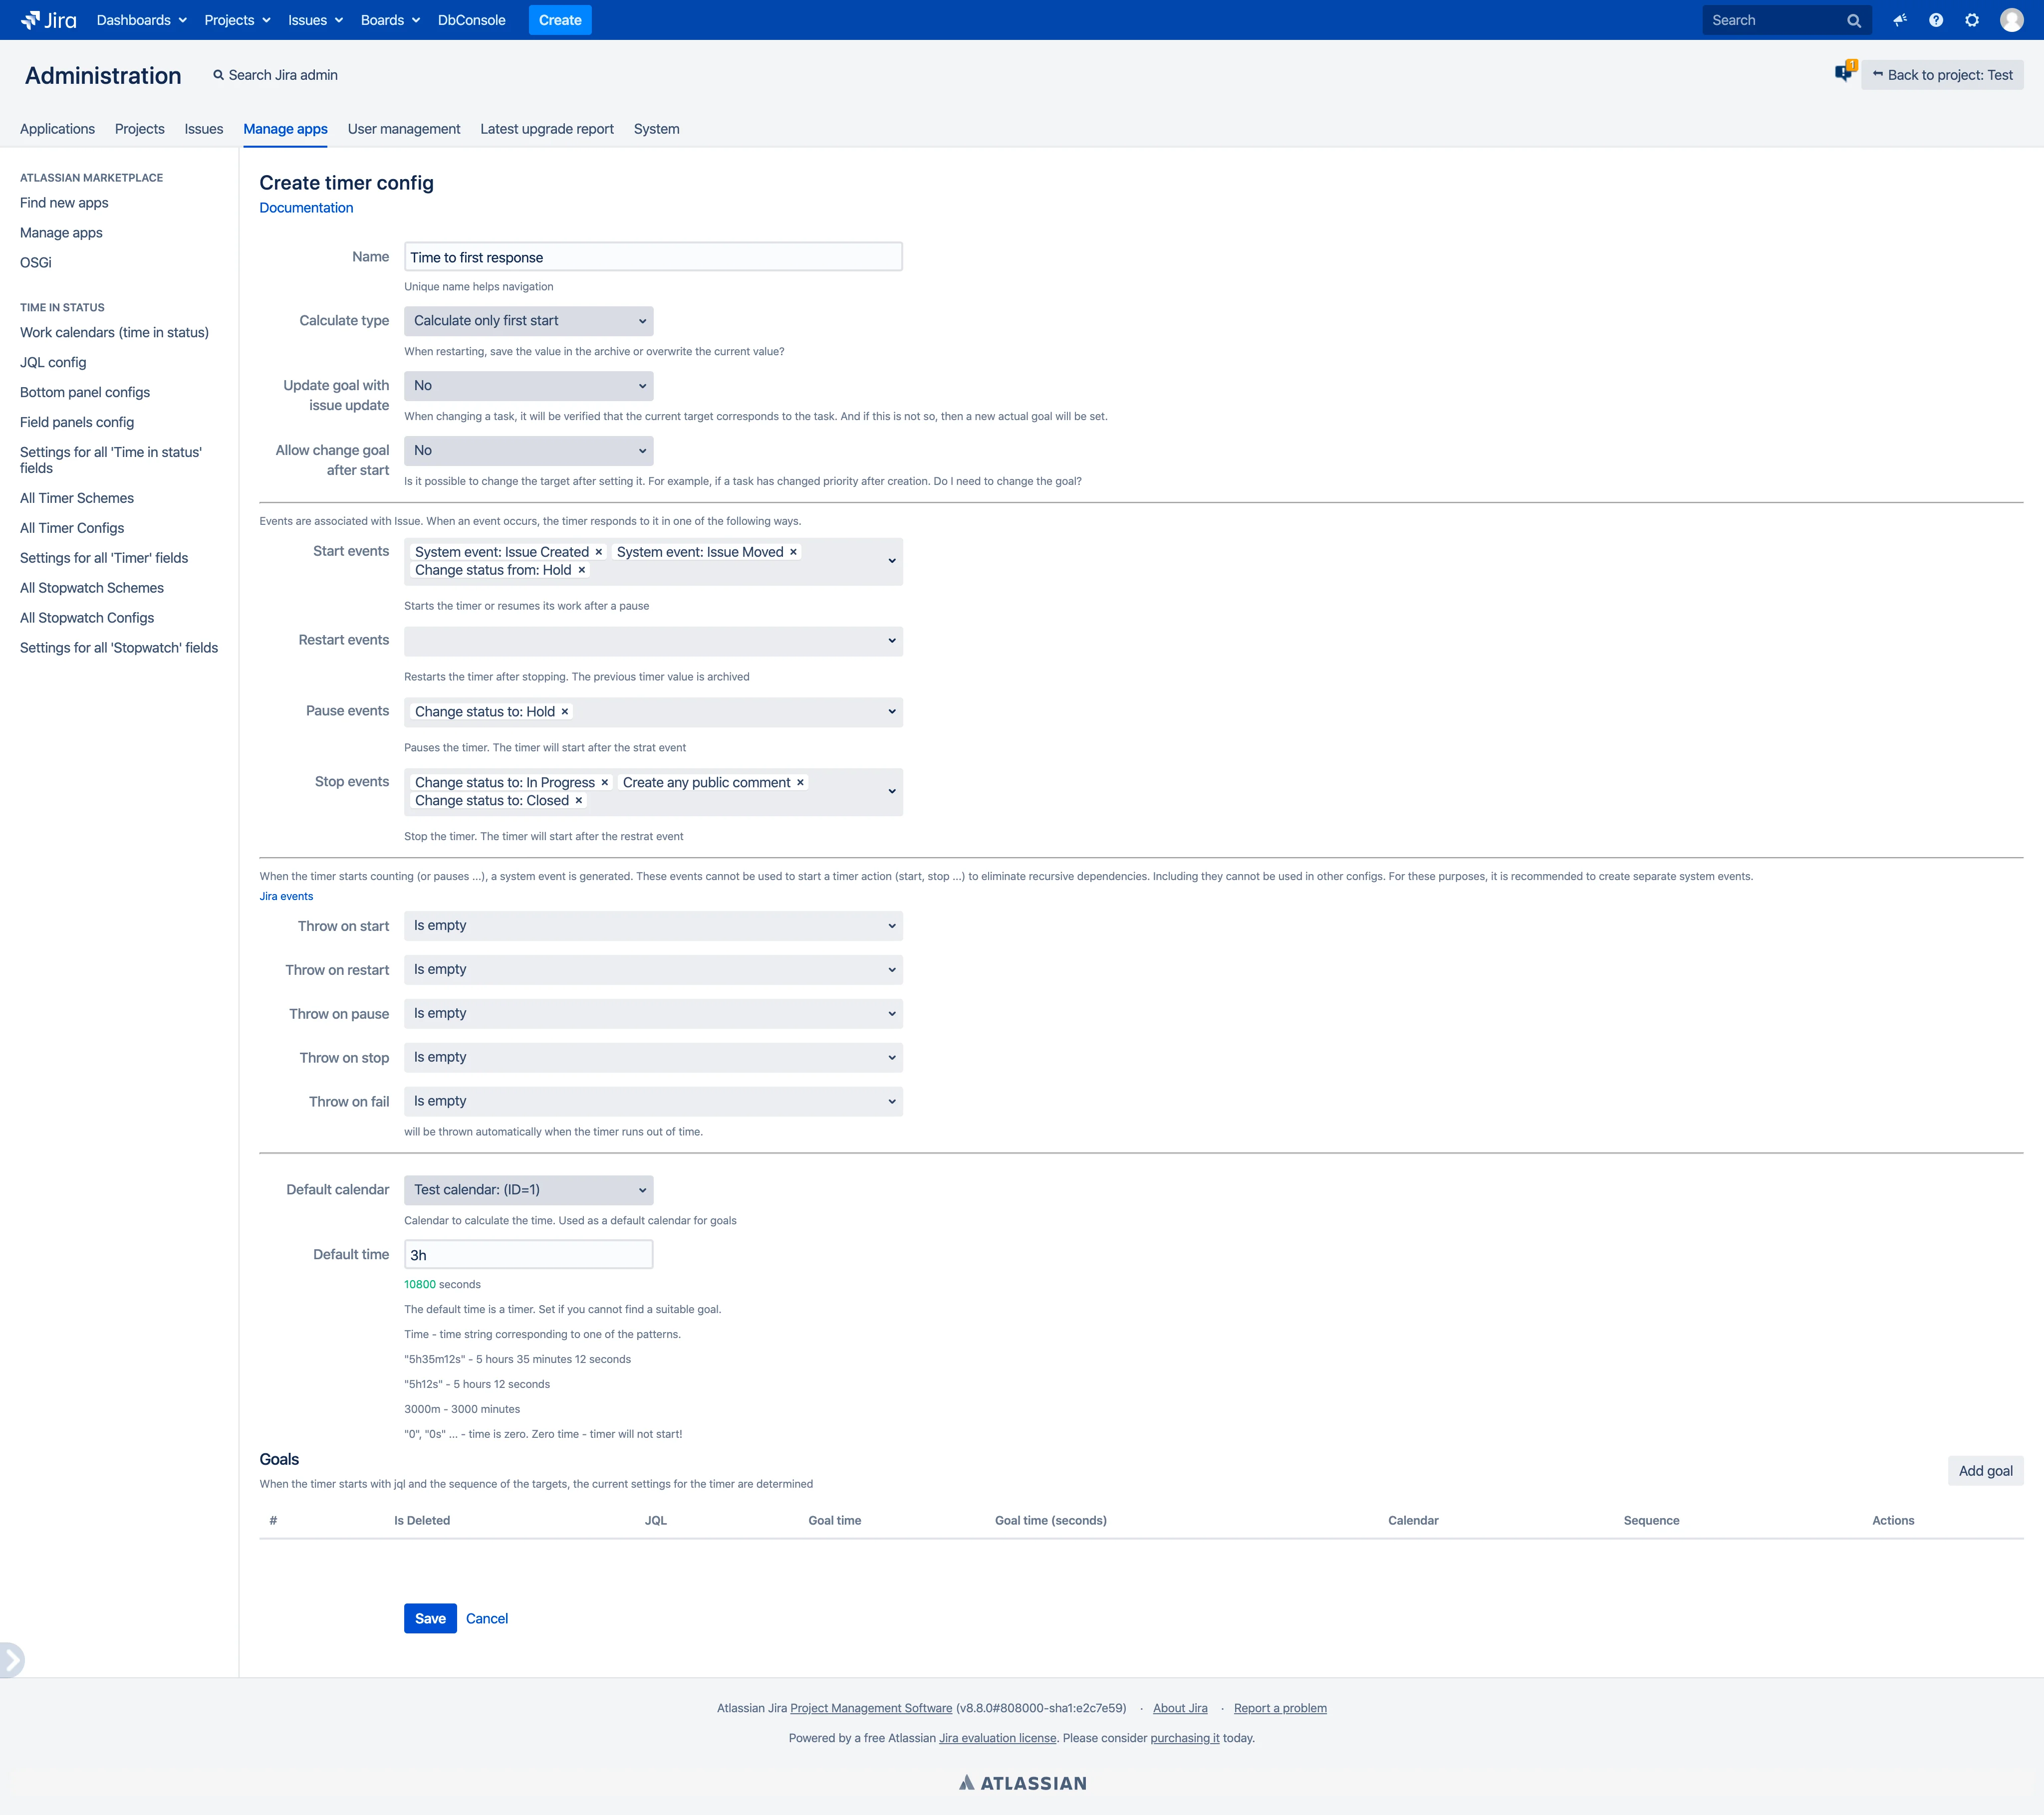 Jira Dashboards Projects Issues Boards DbConsole Create Search
Administration Search Jira admin 1 Back to project: Test
Applications Projects Issues Manage apps User management Latest upgrade report System
ATLASSIAN MARKETPLACE
Find new apps
Manage apps
OSGi
TIME IN STATUS
Work calendars (time in status)
JQL config
Bottom panel configs
Field panels config
Settings for all 'Time in status'
fields
All Timer Schemes
All Timer Configs
Settings for all 'Timer' fields
All Stopwatch Schemes
All Stopwatch Configs
Settings for all 'Stopwatch' fields
Create timer config
Documentation
Name Time to first response
Unique name helps navigation
Calculate type Calculate only first start
When restarting, save the value in the archive or overwrite the current value?
Update goal with
issue update
No
When changing a task, it will be verified that the current target corresponds to the task. And if this is not so, then a new actual goal will be set.
Allow change goal
after start
No
Is it possible to change the target after setting it. For example, if a task has changed priority after creation. Do I need to change the goal?
Events are associated with Issue. When an event occurs, the timer responds to it in one of the following ways.
Start events System event: Issue Created × System event: Issue Moved ×
Change status from: Hold ×
Starts the timer or resumes its work after a pause
Restart events
Restarts the timer after stopping. The previous timer value is archived
Pause events Change status to: Hold ×
Pauses the timer. The timer will start after the strat event
Stop events Change status to: In Progress × Create any public comment ×
Change status to: Closed ×
Stop the timer. The timer will start after the restrat event
When the timer starts counting (or pauses ...), a system event is generated. These events cannot be used to start a timer action (start, stop ...) to eliminate recursive dependencies. Including they cannot be used in other configs. For these purposes, it is recommended to create separate system events.
Jira events
Throw on start Is empty
Throw on restart Is empty
Throw on pause Is empty
Throw on stop Is empty
Throw on fail Is empty
will be thrown automatically when the timer runs out of time.
Default calendar Test calendar: (ID=1)
Calendar to calculate the time. Used as a default calendar for goals
Default time 3h
10800 seconds
The default time is a timer. Set if you cannot find a suitable goal.
Time - time string corresponding to one of the patterns.
"5h35m12s" - 5 hours 35 minutes 12 seconds
"5h12s" - 5 hours 12 seconds
3000m - 3000 minutes
"0", "0s" ... - time is zero. Zero time - timer will not start!
Goals
Add goal
When the timer starts with jql and the sequence of the targets, the current settings for the timer are determined
# Is Deleted JQL Goal time Goal time (seconds) Calendar Sequence Actions
Save Cancel
Atlassian Jira Project Management Software (v8.8.0#808000-sha1:e2c7e59) · About Jira · Report a problem
Powered by a free Atlassian Jira evaluation license. Please consider purchasing it today.
ATLASSIAN